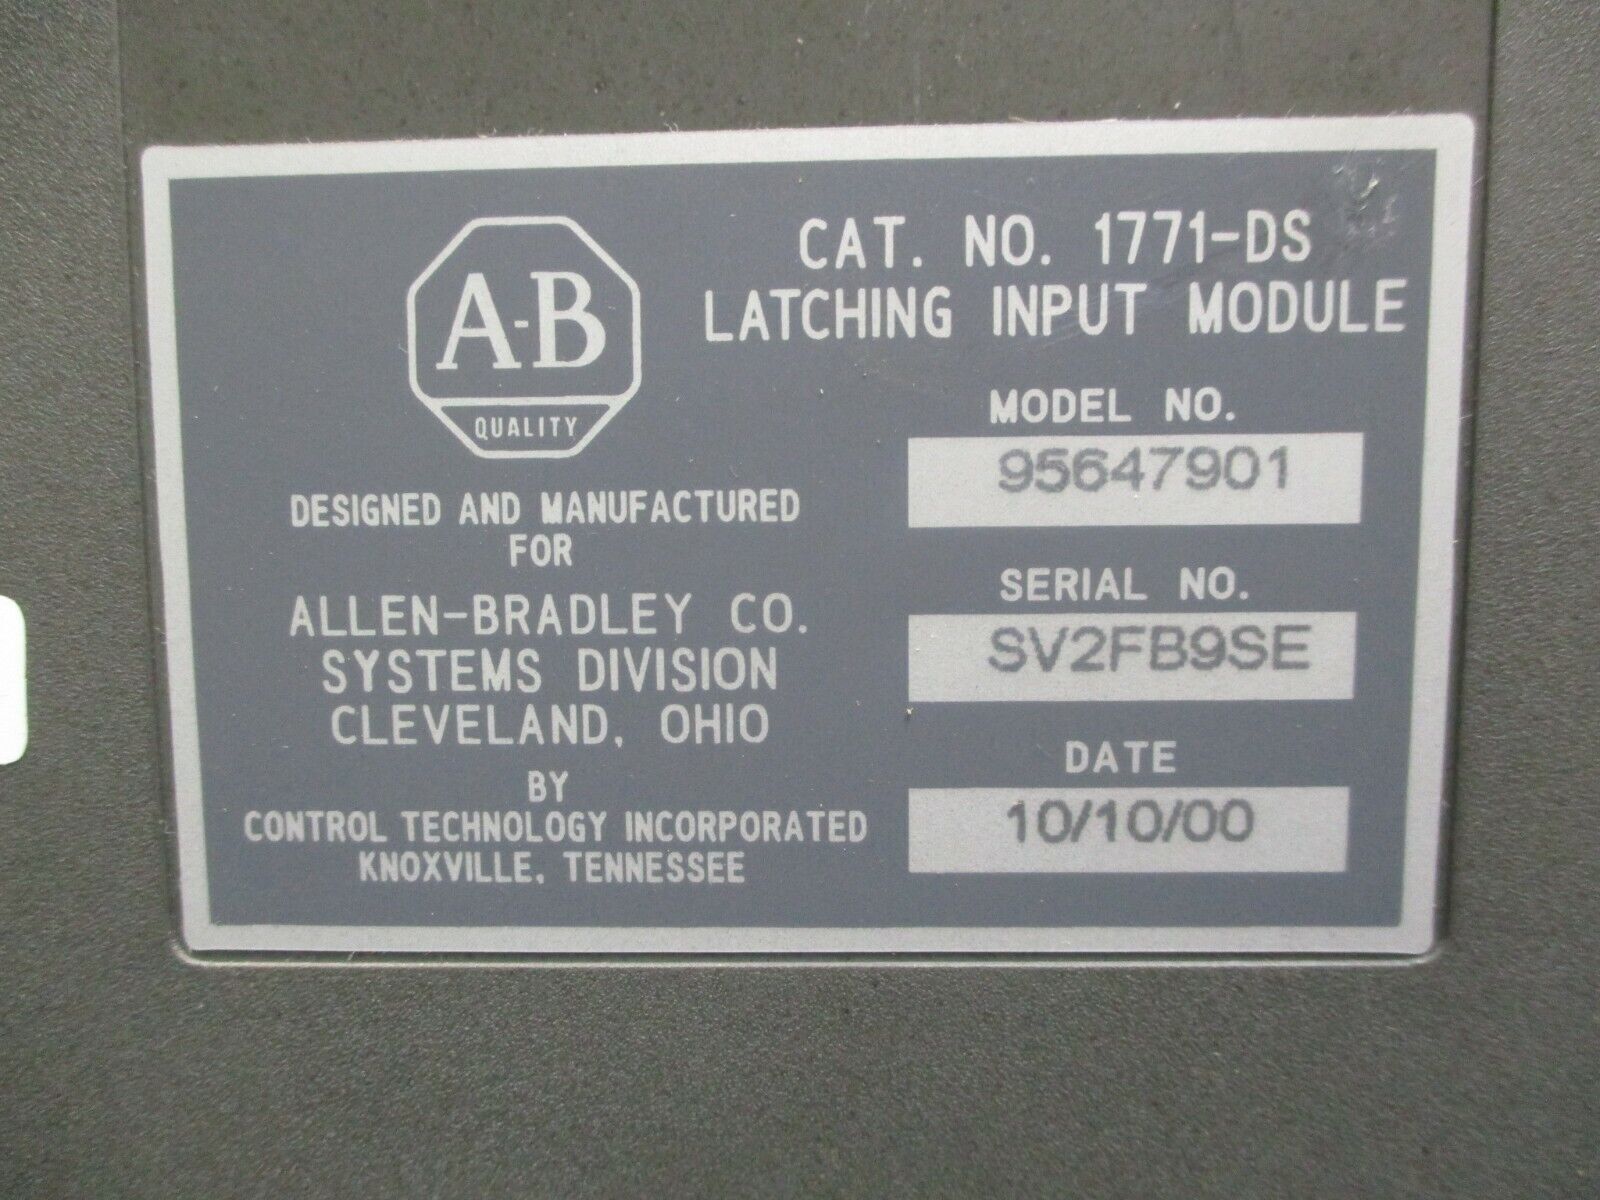 A-B
QUALITY
DESIGNED AND MANUFACTURED
FOR
ALLEN-BRADLEY CO.
SYSTEMS DIVISION
CLEVELAND, OHIO
BY
CONTROL TECHNOLOGY INCORPORATED
KNOXVILLE, TENNESSEE
CAT. NO. 1771-DS
LATCHING INPUT MODULE
MODEL NO.
95647901
SERIAL NO.
SV2FB9SE
DATE
10/10/00